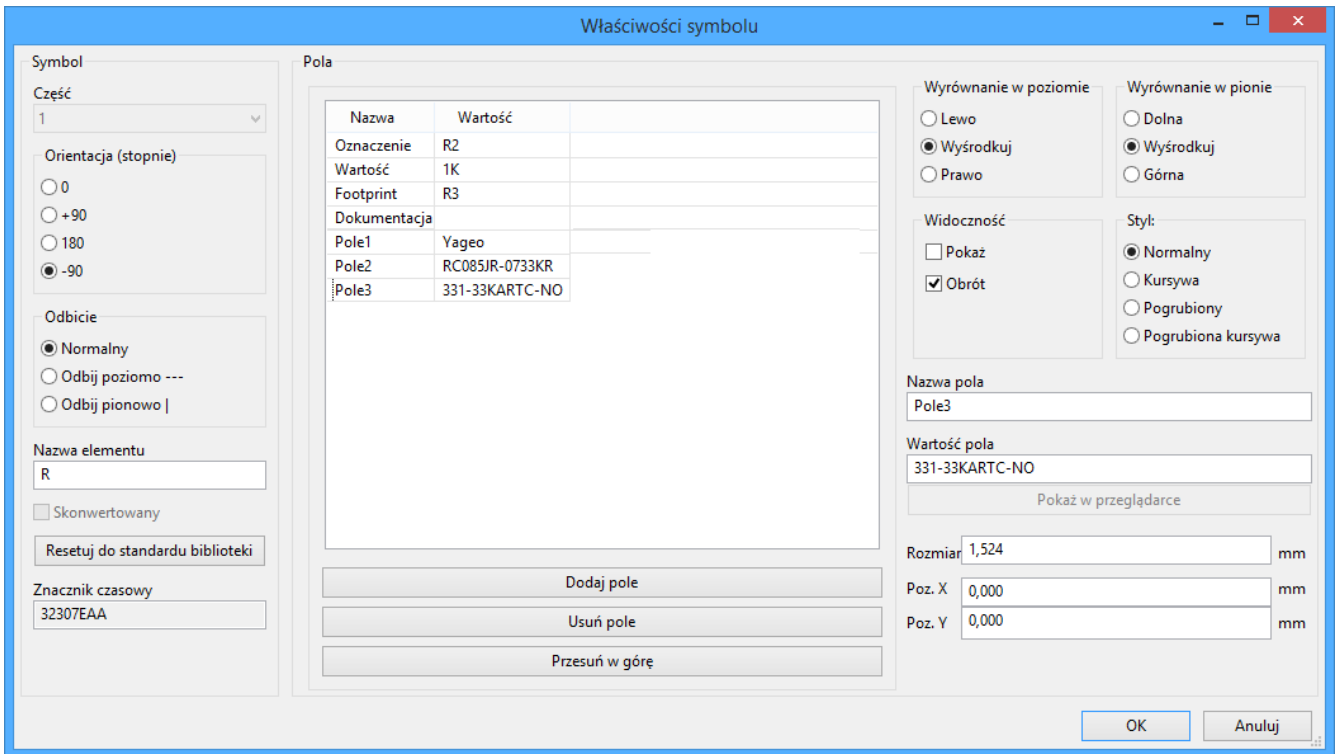 Właściwości symbolu
Symbol
Część
1
Orientacja (stopnie)
0
+90
180
-90
Odbicie
Normalny
Odbij poziomo ---
Odbij pionowo |
Nazwa elementu
R
Skonwertowany
Resetuj do standardu biblioteki
Znacznik czasowy
32307EAA
Pola
Nazwa Wartość
Oznaczenie R2
Wartość 1K
Footprint R3
Dokumentacja
Pole1 Yageo
Pole2 RC085JR-0733KR
Pole3 331-33KARTC-NO
Dodaj pole
Usuń pole
Przesuń w górę
Wyrównanie w poziomie
Lewo
Wyśrodkuj
Prawo
Wyrównanie w pionie
Dolna
Wyśrodkuj
Górna
Widoczność
Pokaż
Obrót
Styl:
Normalny
Kursywa
Pogrubiony
Pogrubiona kursywa
Nazwa pola
Pole3
Wartość pola
331-33KARTC-NO
Pokaż w przeglądarce
Rozmiar 1,524 mm
Poz. X 0,000 mm
Poz. Y 0,000 mm
OK Anuluj